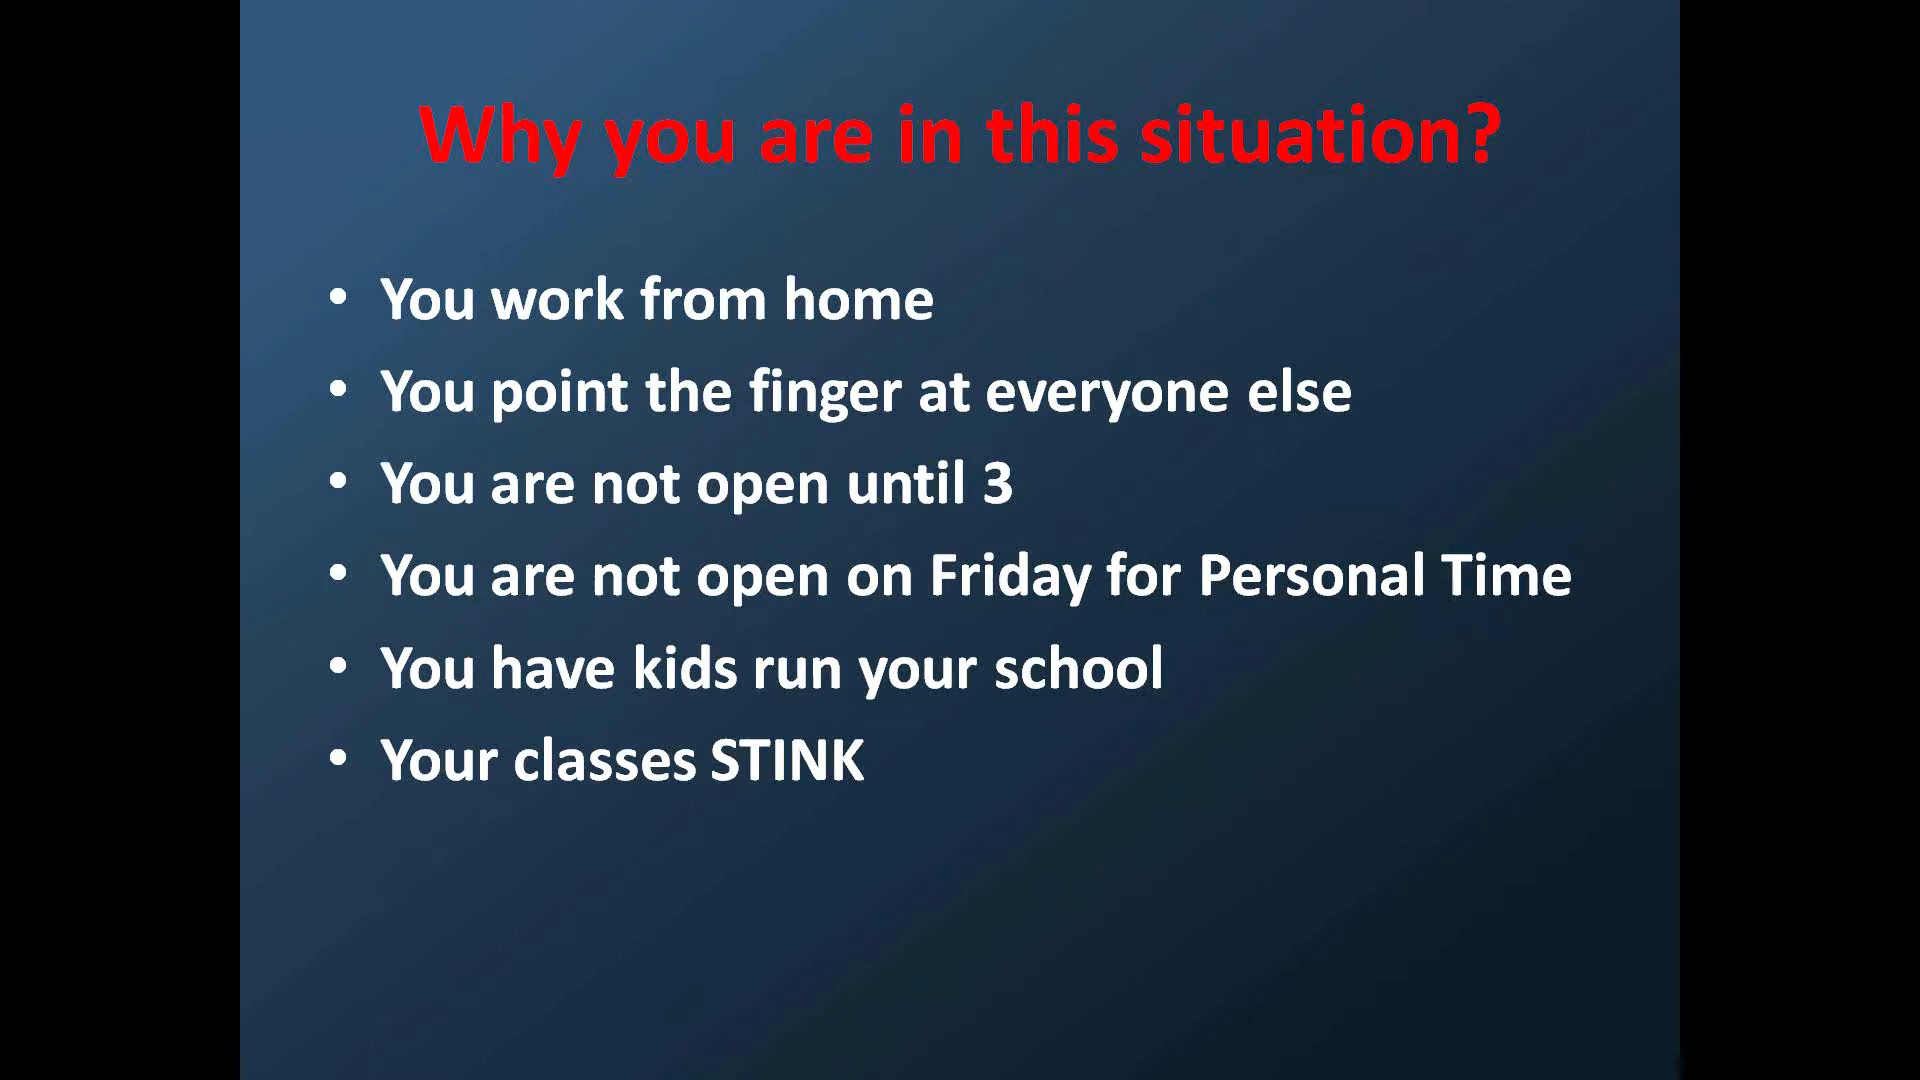 Why you are in this situation?
• You work from home
• You point the finger at everyone else
• You are not open until 3
• You are not open on Friday for Personal Time
• You have kids run your school
• Your classes STINK